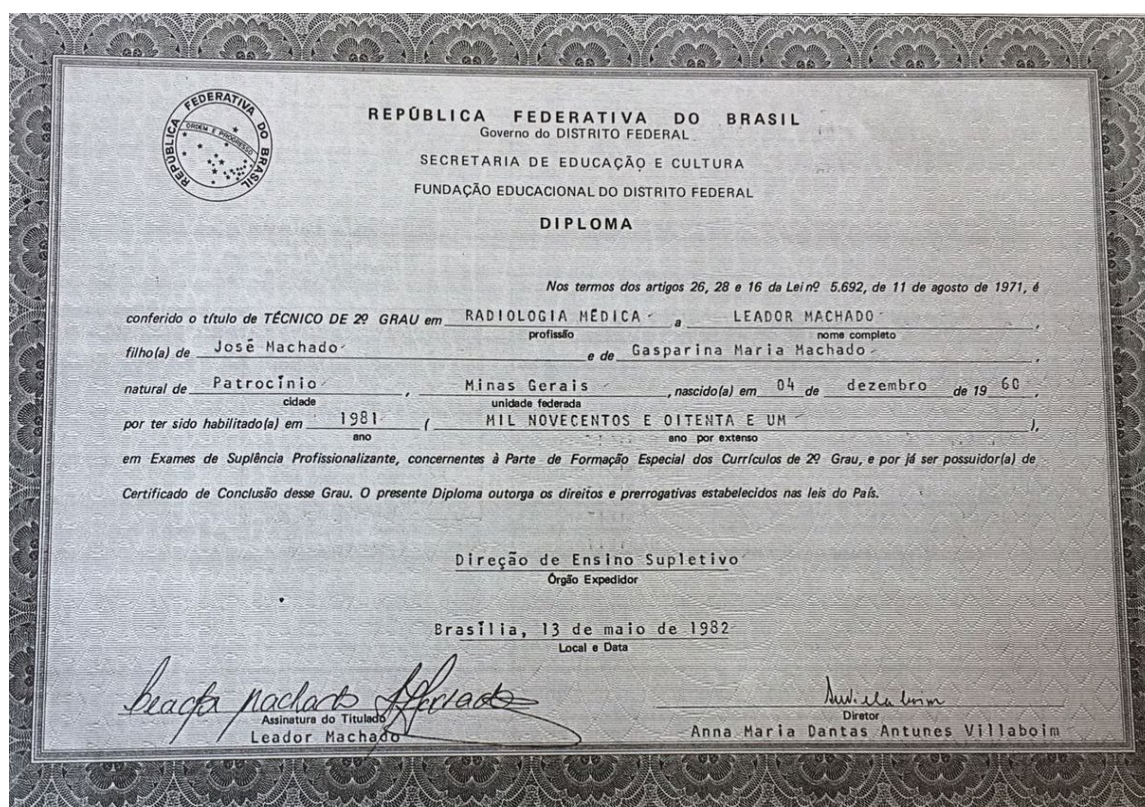 REPÚBLICA FEDERATIVA DO BRASIL
ORDEM E PROGRESSO
REPÚBLICA FEDERATIVA DO BRASIL
Governo do DISTRITO FEDERAL
SECRETARIA DE EDUCAÇÃO E CULTURA
FUNDAÇÃO EDUCACIONAL DO DISTRITO FEDERAL
DIPLOMA
Nos termos dos artigos 26, 28 e 16 da Lei nº 5.692, de 11 de agosto de 1971, é
conferido o título de TÉCNICO DE 2º GRAU em RADIOLOGIA MÉDICA a LEADOR MACHADO,
profissão nome completo
filho(a) de José Machado e de Gasparina Maria Machado,
natural de Patrocínio, Minas Gerais, nascido(a) em 04 de dezembro de 1960,
cidade unidade federada
por ter sido habilitado(a) em 1981 ( MIL NOVECENTOS E OITENTA E UM ),
ano ano por extenso
em Exames de Suplência Profissionalizante, concernentes à Parte de Formação Especial dos Currículos de 2º Grau, e por já ser possuidor(a) de
Certificado de Conclusão desse Grau. O presente Diploma outorga os direitos e prerrogativas estabelecidos nas leis do País.
Direção de Ensino Supletivo
Órgão Expedidor
Brasília, 13 de maio de 1982
Local e Data
Assinatura do Titulado
Leador Machado
Diretor
Anna Maria Dantas Antunes Villaboim